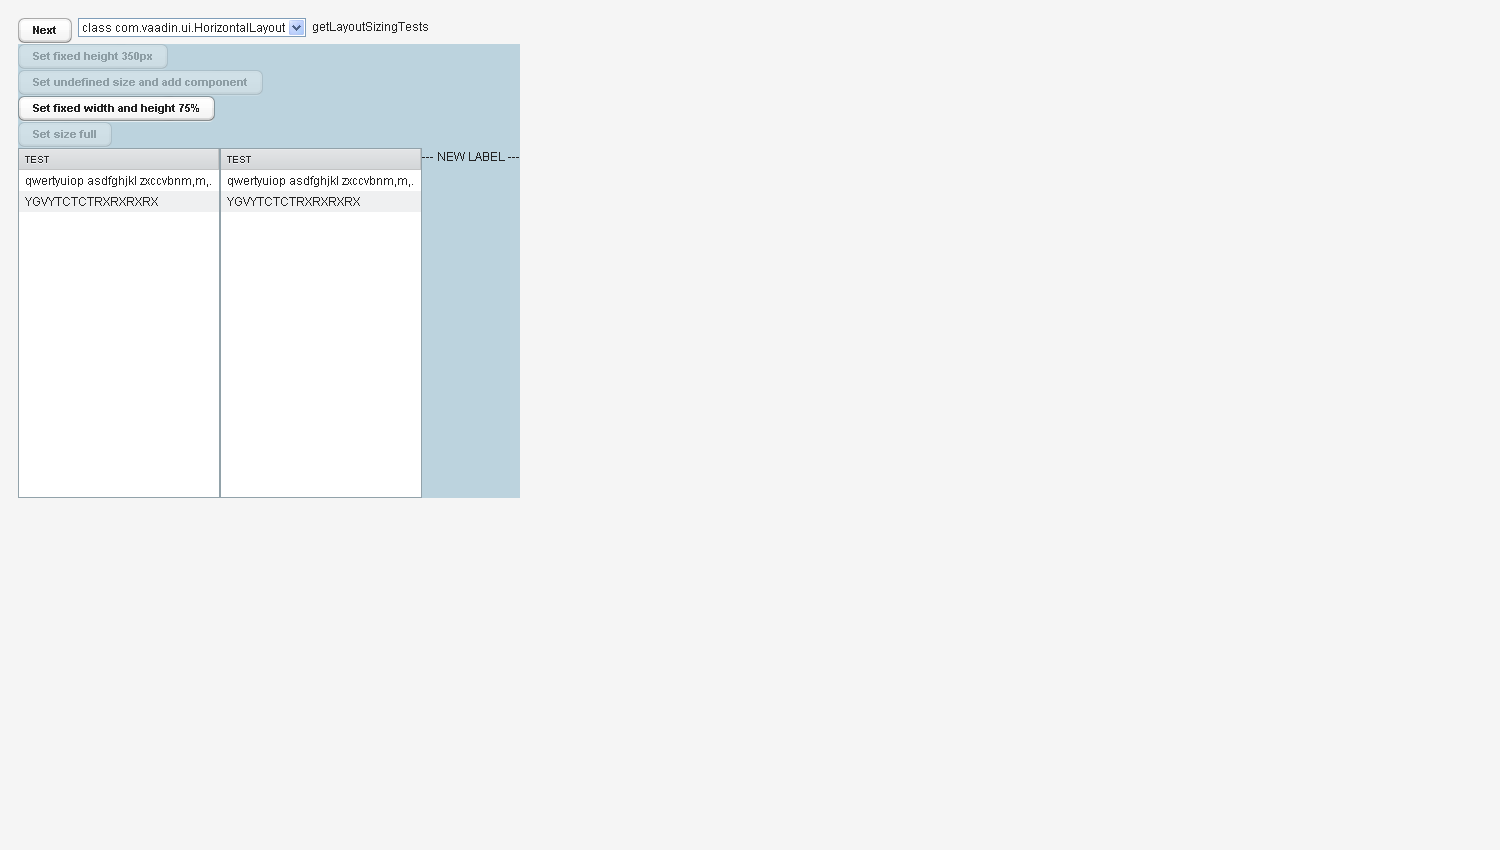 Next class com.vaadin.ui.HorizontalLayout getLayoutSizingTests
Set fixed height 350px
Set undefined size and add component
Set fixed width and height 75%
Set size full
TEST TEST --- NEW LABEL ---
qwertyuiop asdfghjkl zxccvbnm,m,. qwertyuiop asdfghjkl zxccvbnm,m,.
YGVYTCTCTRXRXRXRX YGVYTCTCTRXRXRXRX